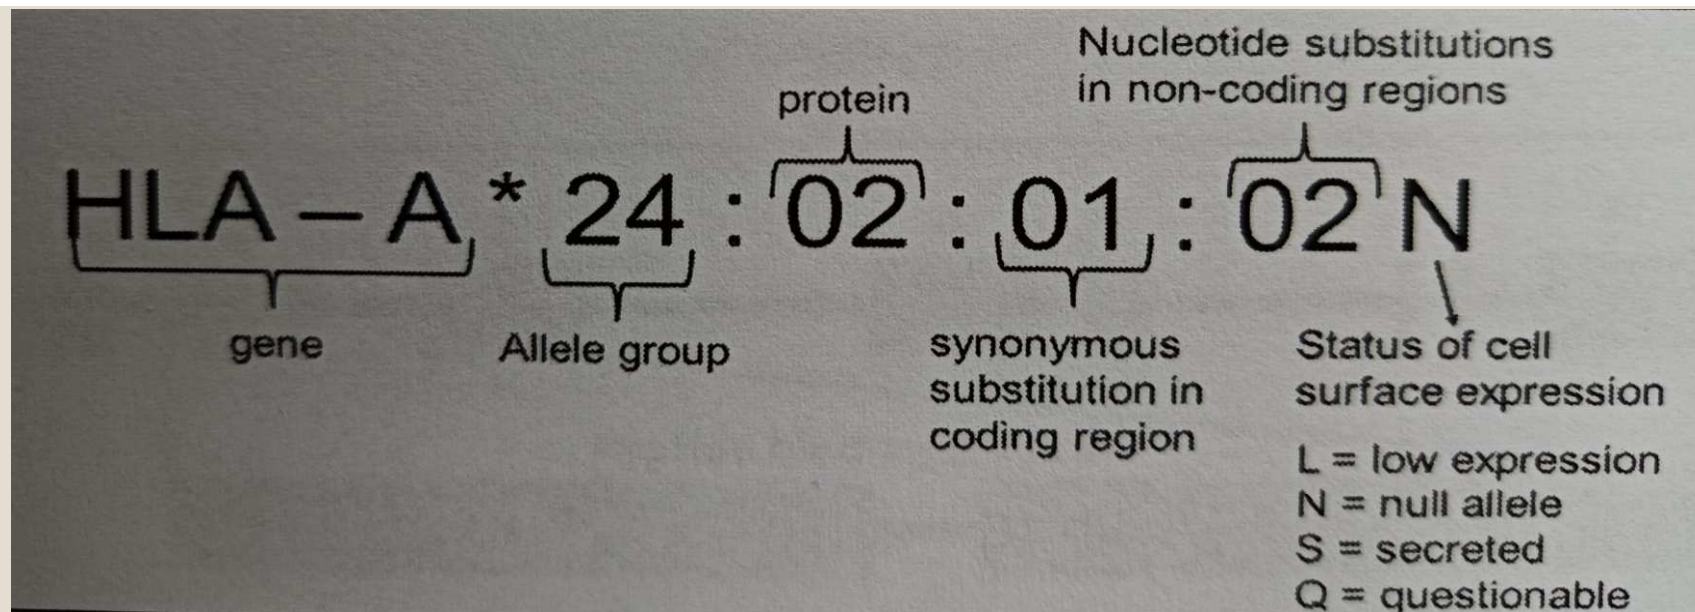 Nucleotide substitutions
in non-coding regions
protein
HLA – A * 24 : 02 : 01 : 02 N
gene
Allele group
synonymous
substitution in
coding region
Status of cell
surface expression
L = low expression
N = null allele
S = secreted
Q = questionable